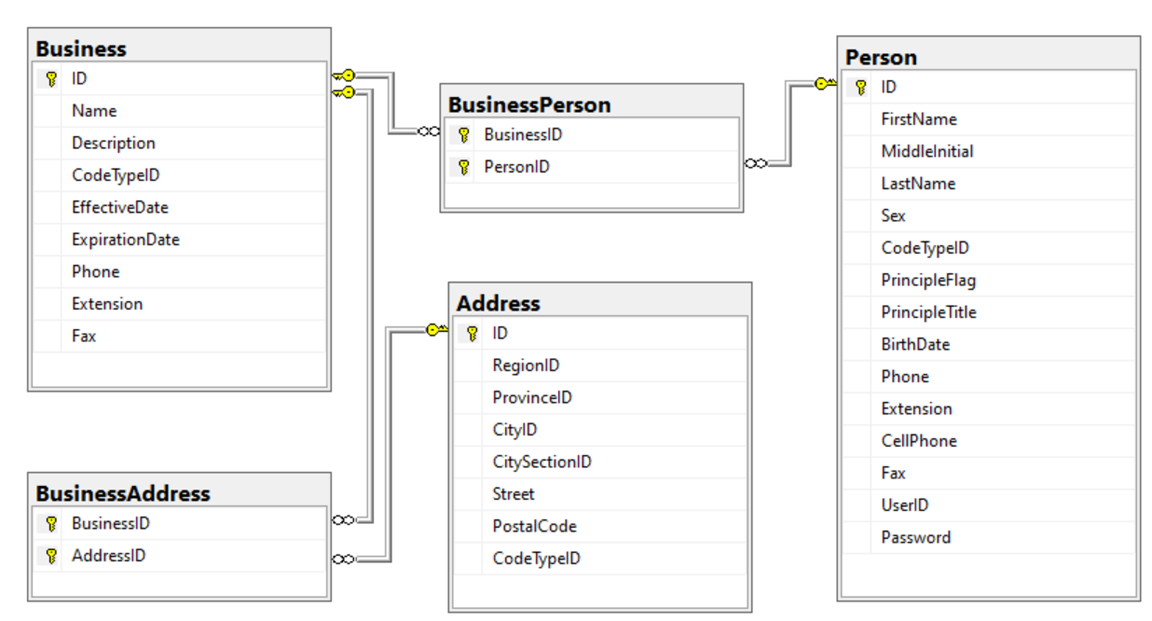 Business
ID
Name
Description
CodeTypeID
EffectiveDate
ExpirationDate
Phone
Extension
Fax
BusinessPerson
BusinessID
PersonID
Person
ID
FirstName
MiddleInitial
LastName
Sex
CodeTypeID
PrincipleFlag
PrincipleTitle
BirthDate
Phone
Extension
CellPhone
Fax
UserID
Password
Address
ID
RegionID
ProvinceID
CityID
CitySectionID
Street
PostalCode
CodeTypeID
BusinessAddress
BusinessID
AddressID